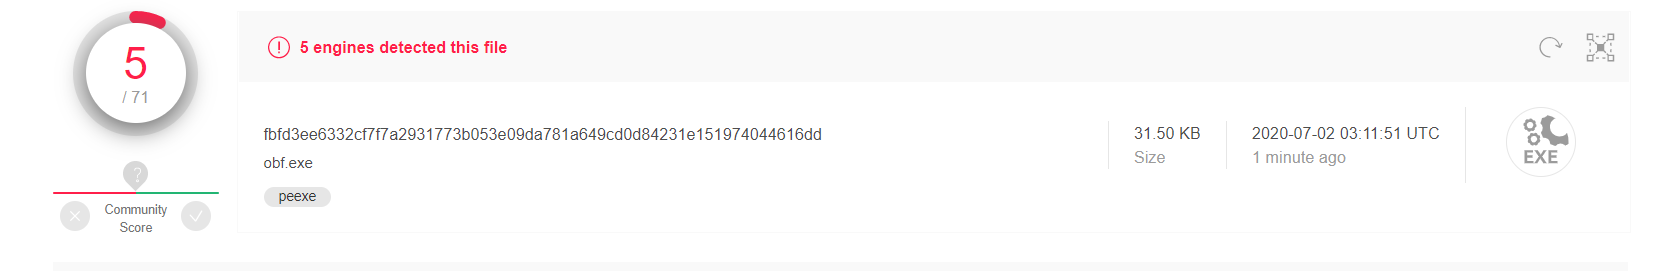 5
/ 71
Community
Score
5 engines detected this file
fbfd3ee6332cf7f7a2931773b053e09da781a649cd0d84231e151974044616dd
obf.exe
peexe
31.50 KB
Size
2020-07-02 03:11:51 UTC
1 minute ago
EXE